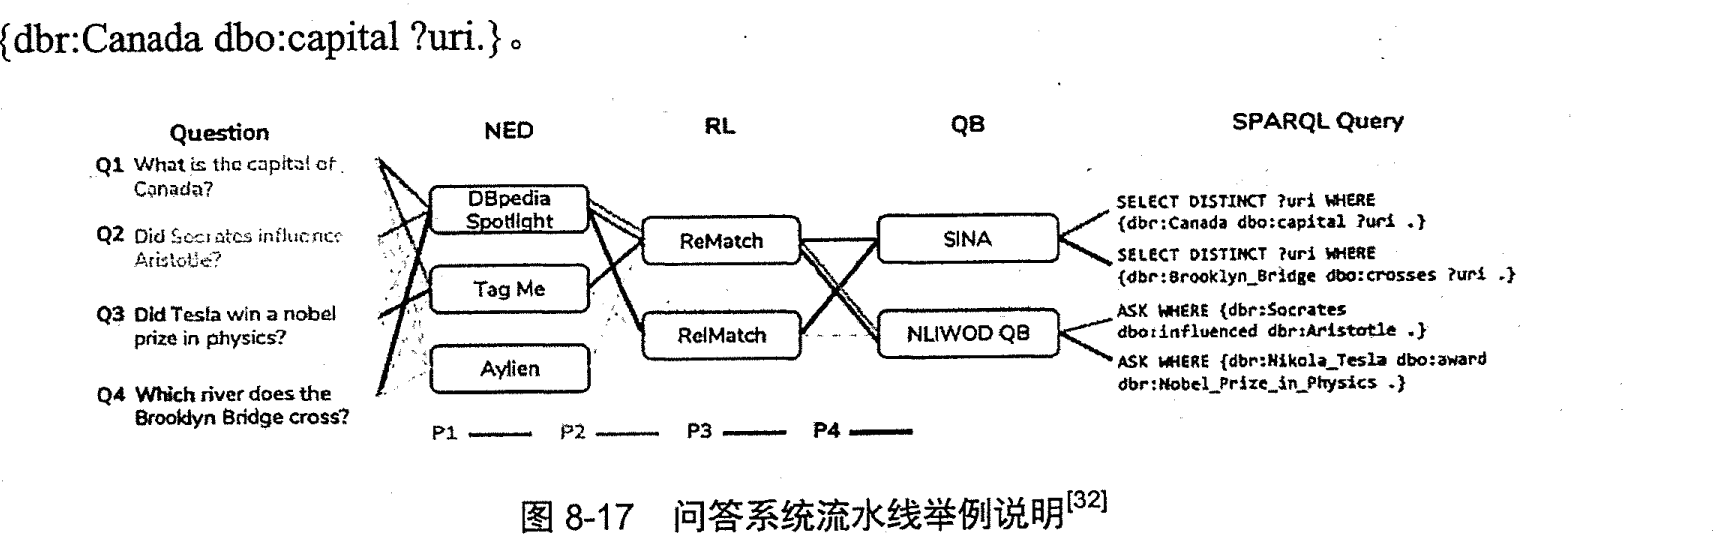 {dbr:Canada dbo:capital ?uri.}。
Question
NED
RL
QB
SPARQL Query
Q1 What is the capital of
Canada?
Q2 Did Socrates influence
Aristotle?
Q3 Did Tesla win a nobel
prize in physics?
Q4 Which river does the
Brooklyn Bridge cross?
DBpedia
Spotlight
Tag Me
Aylien
ReMatch
RelMatch
SINA
NLIWOD QB
SELECT DISTINCT ?uri WHERE
{dbr:Canada dbo:capital ?uri .}
SELECT DISTINCT ?uri WHERE
{dbr:Brooklyn_Bridge dbo:crosses ?uri .}
ASK WHERE {dbr:Socrates
dbo:influenced dbr:Aristotle .}
ASK WHERE {dbr:Nikola_Tesla dbo:award
dbr:Nobel_Prize_in_Physics .}
P1 P2 P3 P4
图 8-17 问答系统流水线举例说明[32]